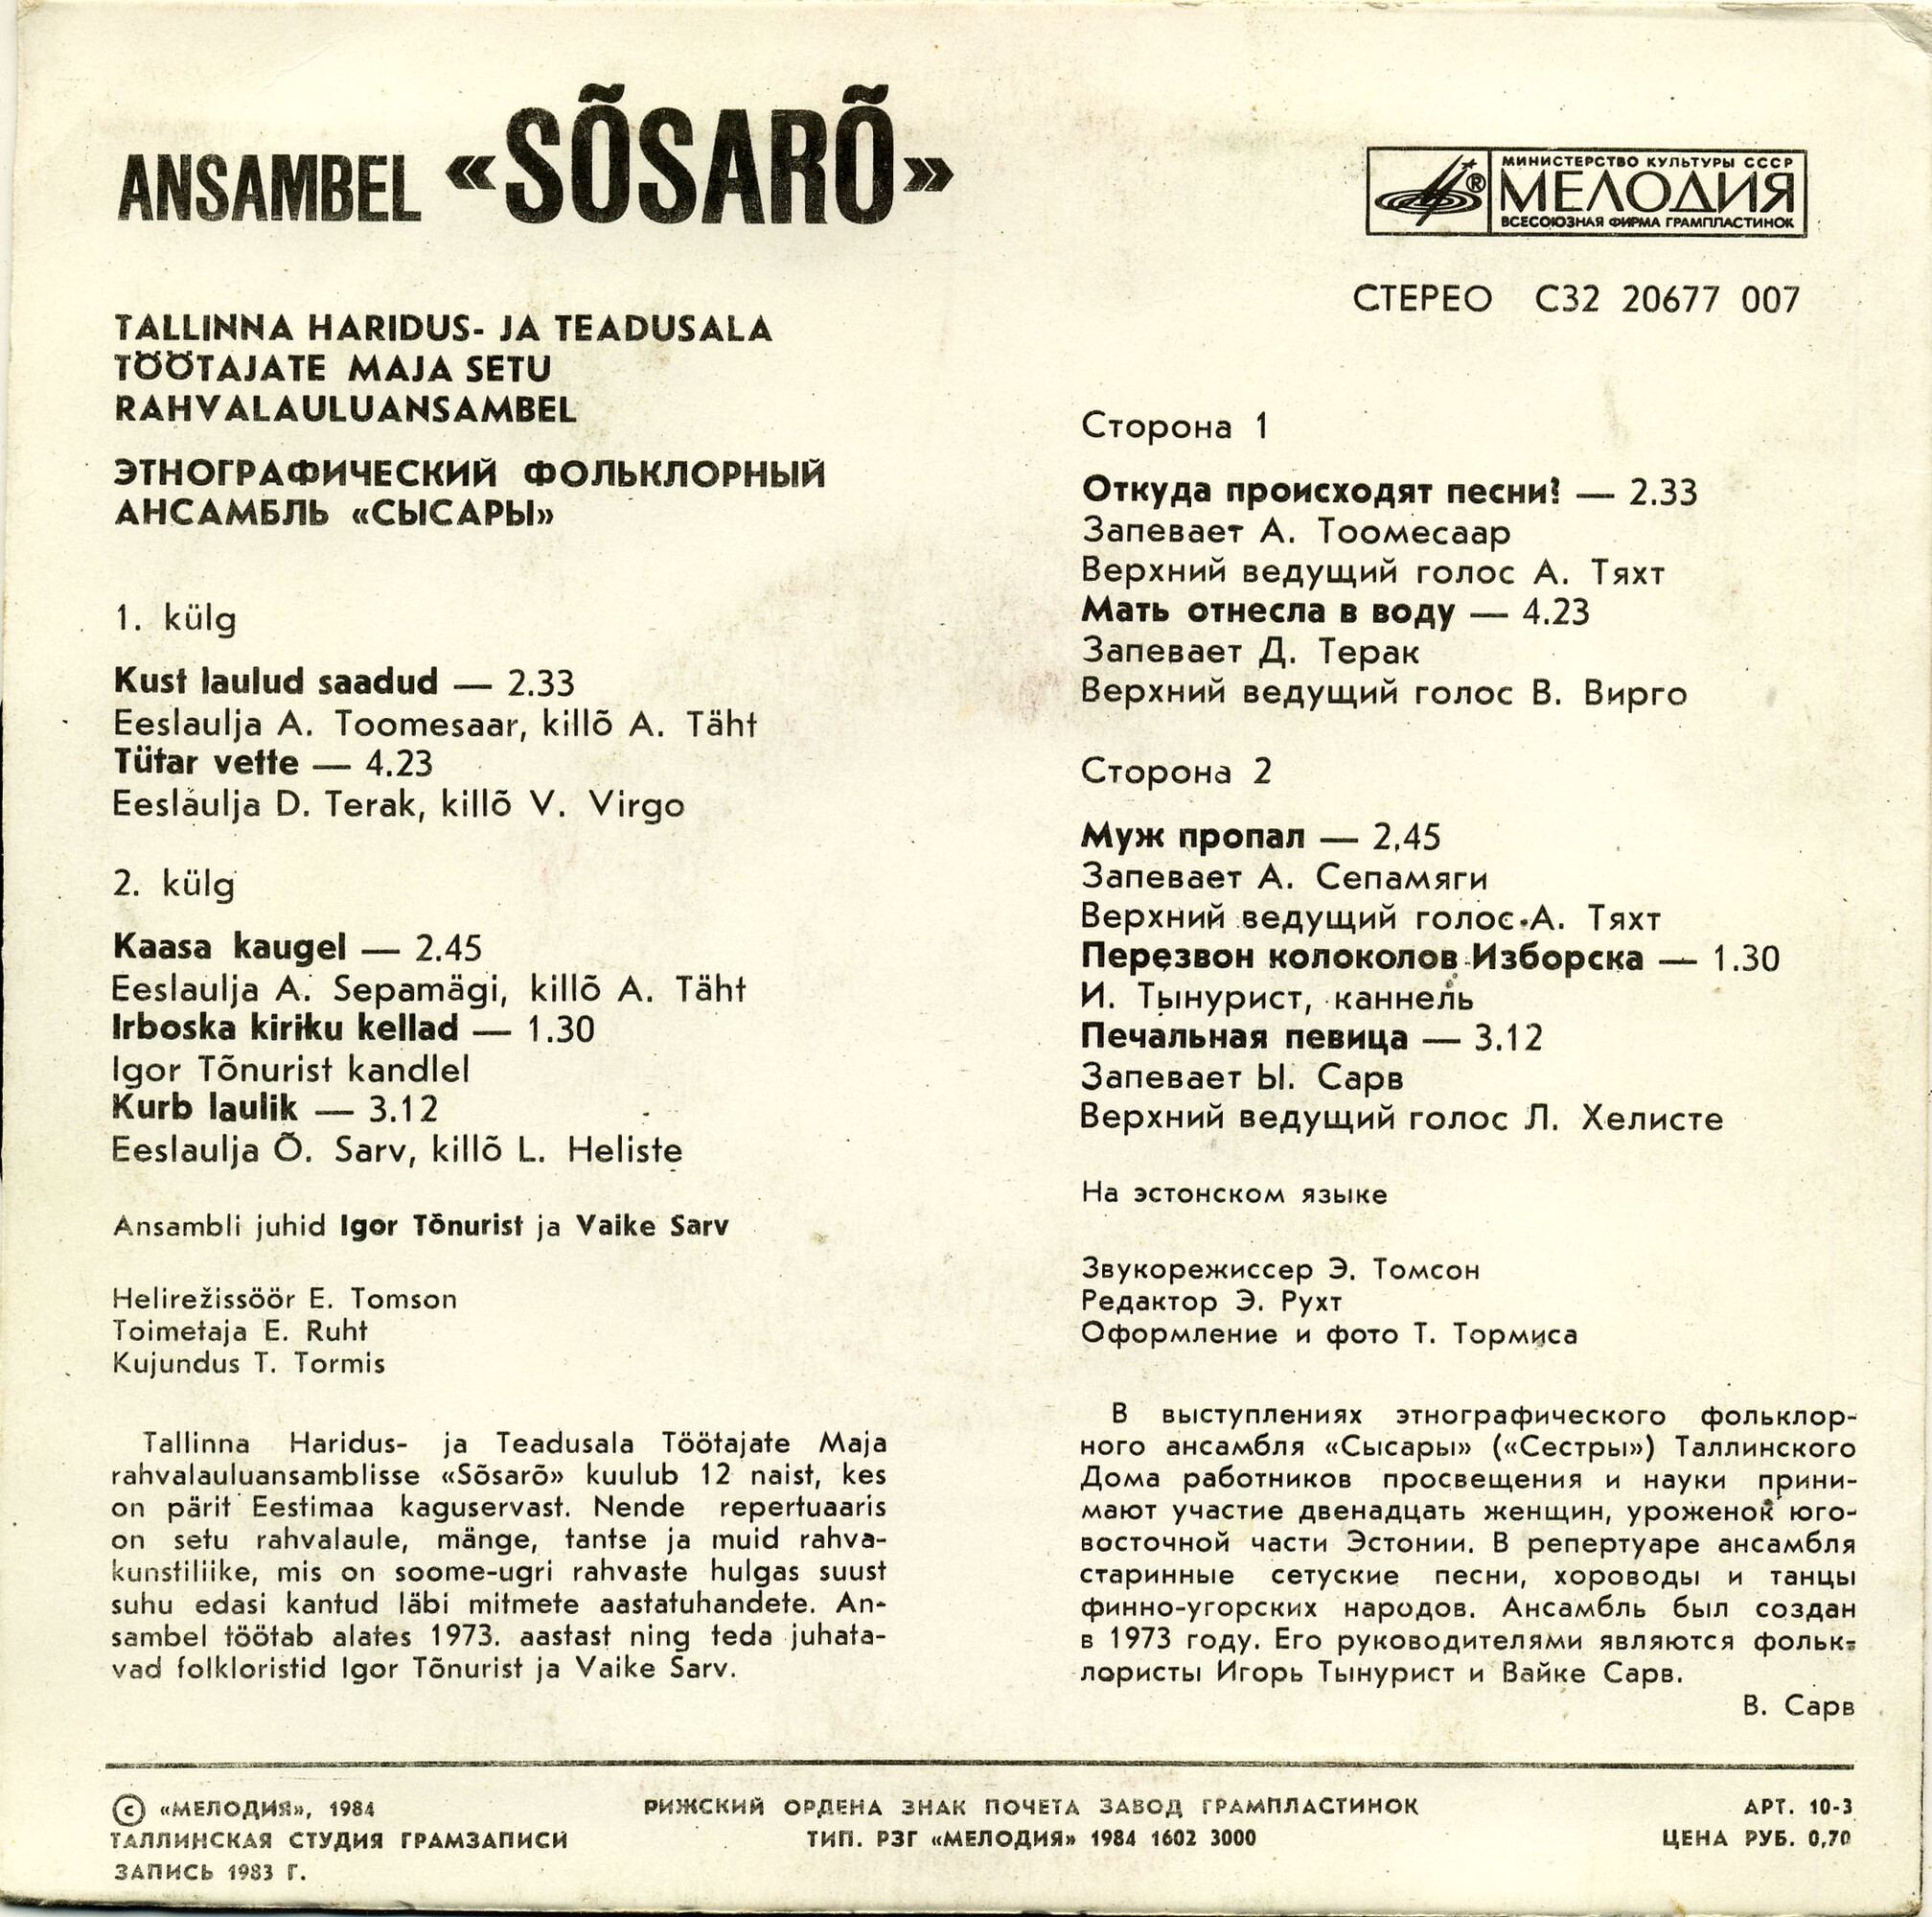 ANSAMBEL «SÕSARÕ»
TALLINNA HARIDUS- JA TEADUSALA
TÖÖTAJATE MAJA SETU
RAHVALAULUANSAMBEL
ЭТНОГРАФИЧЕСКИЙ ФОЛЬКЛОРНЫЙ
АНСАМБЛЬ «СЫСАРЫ»
1. külg
Kust laulud saadud — 2.33
Eeslaulja A. Toomesaar, killõ A. Täht
Tütar vette — 4.23
Eeslaulja D. Terak, killõ V. Virgo
2. külg
Kaasa kaugel — 2.45
Eeslaulja A. Sepamägi, killõ A. Täht
Irboska kiriku kellad — 1.30
Igor Tõnurist kandlel
Kurb laulik — 3.12
Eeslaulja Õ. Sarv, killõ L. Heliste
Ansambli juhid Igor Tõnurist ja Vaike Sarv
Helirežissöör E. Tomson
Toimetaja E. Ruht
Kujundus T. Tormis
Tallinna Haridus- ja Teadusala Töötajate Maja
rahvalauluansamblisse «Sõsarõ» kuulub 12 naist, kes
on pärit Eestimaa kaguservast. Nende repertuaaris
on setu rahvalaule, mänge, tantse ja muid rahva-
kunstiliike, mis on soome-ugri rahvaste hulgas suust
suhu edasi kantud läbi mitmete aastatuhandete. An-
sambel töötab alates 1973. aastast ning teda juhata-
vad folkloristid Igor Tõnurist ja Vaike Sarv.
МИНИСТЕРСТВО КУЛЬТУРЫ СССР
® МЕЛОДИЯ
ВСЕСОЮЗНАЯ ФИРМА ГРАМПЛАСТИНОК
СТЕРЕО С32 20677 007
Сторона 1
Откуда происходят песни? — 2.33
Запевает А. Тоомесаар
Верхний ведущий голос А. Тяхт
Мать отнесла в воду — 4.23
Запевает Д. Терак
Верхний ведущий голос В. Вирго
Сторона 2
Муж пропал — 2,45
Запевает А. Сепамяги
Верхний ведущий голос А. Тяхт
Перезвон колоколов Изборска — 1.30
И. Тынурист, каннель
Печальная певица — 3.12
Запевает Ы. Сарв
Верхний ведущий голос Л. Хелисте
На эстонском языке
Звукорежиссер Э. Томсон
Редактор Э. Рухт
Оформление и фото Т. Тормиса
В выступлениях этнографического фольклор-
ного ансамбля «Сысары» («Сестры») Таллинского
Дома работников просвещения и науки прини-
мают участие двенадцать женщин, уроженок юго-
восточной части Эстонии. В репертуаре ансамбля
старинные сетуские песни, хороводы и танцы
финно-угорских народов. Ансамбль был создан
в 1973 году. Его руководителями являются фольк-
лористы Игорь Тынурист и Вайке Сарв.
В. Сарв
© «МЕЛОДИЯ», 1984
ТАЛЛИНСКАЯ СТУДИЯ ГРАМЗАПИСИ
ЗАПИСЬ 1983 Г.
РИЖСКИЙ ОРДЕНА ЗНАК ПОЧЕТА ЗАВОД ГРАМПЛАСТИНОК
ТИП. РЗГ «МЕЛОДИЯ» 1984 1602 3000
АРТ. 10-3
ЦЕНА РУБ. 0,70